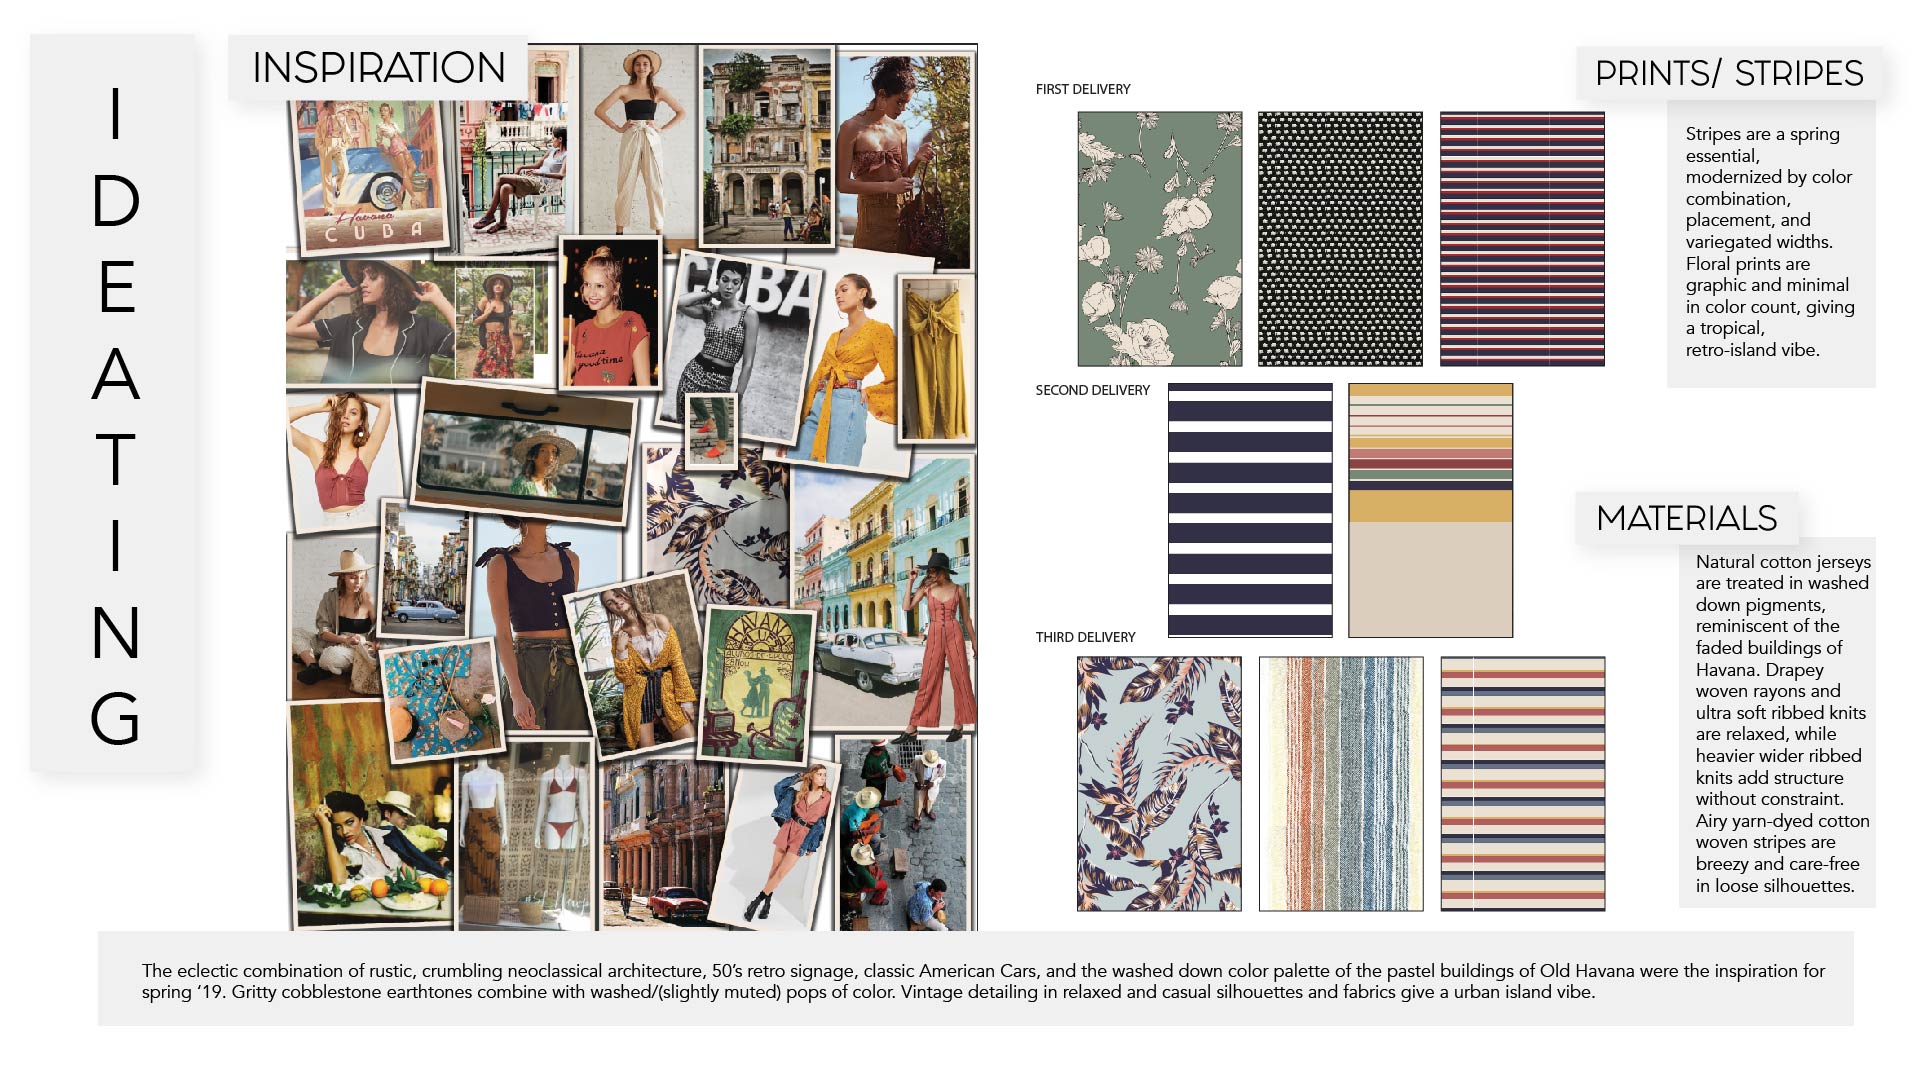 IDEATING
INSPIRATION
Havana
CUBA
CUBA
good time
HAVANA
FIRST DELIVERY
SECOND DELIVERY
THIRD DELIVERY
PRINTS/ STRIPES
Stripes are a spring
essential,
modernized by color
combination,
placement, and
variegated widths.
Floral prints are
graphic and minimal
in color count, giving
a tropical,
retro-island vibe.
MATERIALS
Natural cotton jerseys
are treated in washed
down pigments,
reminiscent of the
faded buildings of
Havana. Drapey
woven rayons and
ultra soft ribbed knits
are relaxed, while
heavier wider ribbed
knits add structure
without constraint.
Airy yarn-dyed cotton
woven stripes are
breezy and care-free
in loose silhouettes.
The eclectic combination of rustic, crumbling neoclassical architecture, 50’s retro signage, classic American Cars, and the washed down color palette of the pastel buildings of Old Havana were the inspiration for
spring ‘19. Gritty cobblestone earthtones combine with washed/(slightly muted) pops of color. Vintage detailing in relaxed and casual silhouettes and fabrics give a urban island vibe.